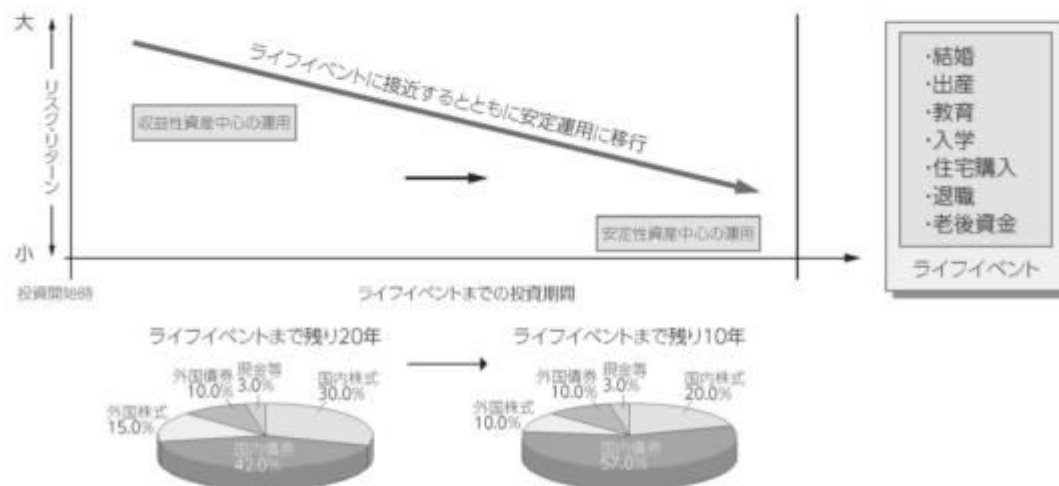 大
リスク・リターン
小
ライフイベントに接近するとともに安定運用に移行
収益性資産中心の運用
安定性資産中心の運用
投資開始時
ライフイベントまでの投資期間
・結婚
・出産
・教育
・入学
・住宅購入
・退職
・老後資金
ライフイベント
ライフイベントまで残り20年
外国債券
10.0%
現金等
3.0%
国内株式
30.0%
外国株式
15.0%
国内債券
42.0%
ライフイベントまで残り10年
外国債券
10.0%
現金等
3.0%
国内株式
20.0%
外国株式
10.0%
国内債券
57.0%